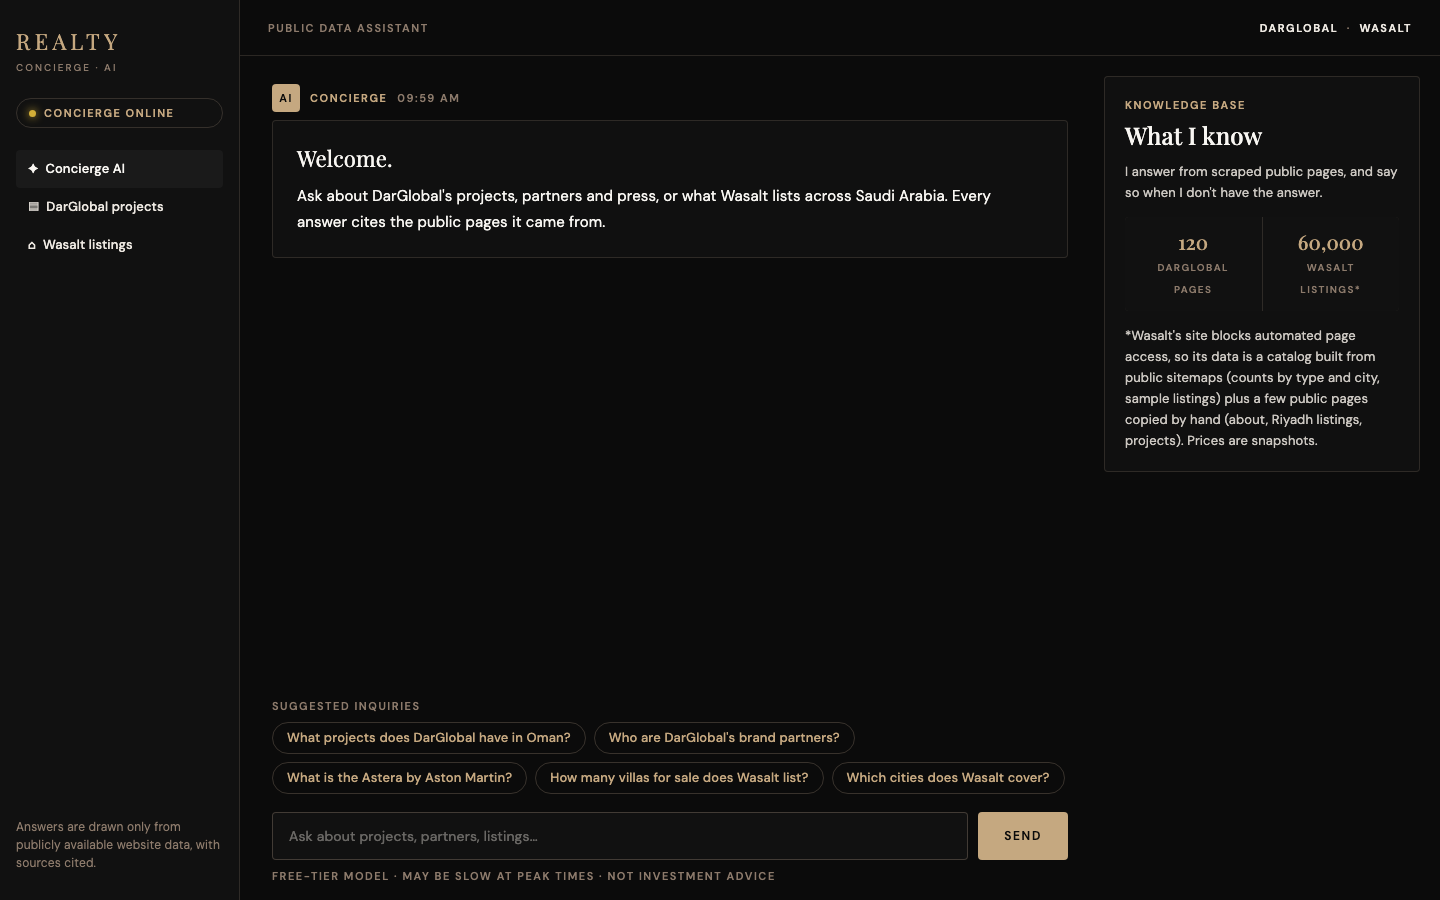 REALTY
CONCIERGE · AI
CONCIERGE ONLINE
Concierge AI
DarGlobal projects
Wasalt listings
Answers are drawn only from
publicly available website data, with
sources cited.
PUBLIC DATA ASSISTANT
DARGLOBAL · WASALT
AI CONCIERGE 09:59 AM
Welcome.
Ask about DarGlobal's projects, partners and press, or what Wasalt lists across Saudi Arabia. Every
answer cites the public pages it came from.
SUGGESTED INQUIRIES
What projects does DarGlobal have in Oman?
Who are DarGlobal's brand partners?
What is the Astera by Aston Martin?
How many villas for sale does Wasalt list?
Which cities does Wasalt cover?
Ask about projects, partners, listings…
SEND
FREE-TIER MODEL · MAY BE SLOW AT PEAK TIMES · NOT INVESTMENT ADVICE
KNOWLEDGE BASE
What I know
I answer from scraped public pages, and say
so when I don't have the answer.
120
DARGLOBAL
PAGES
60,000
WASALT
LISTINGS*
*Wasalt's site blocks automated page
access, so its data is a catalog built from
public sitemaps (counts by type and city,
sample listings) plus a few public pages
copied by hand (about, Riyadh listings,
projects). Prices are snapshots.